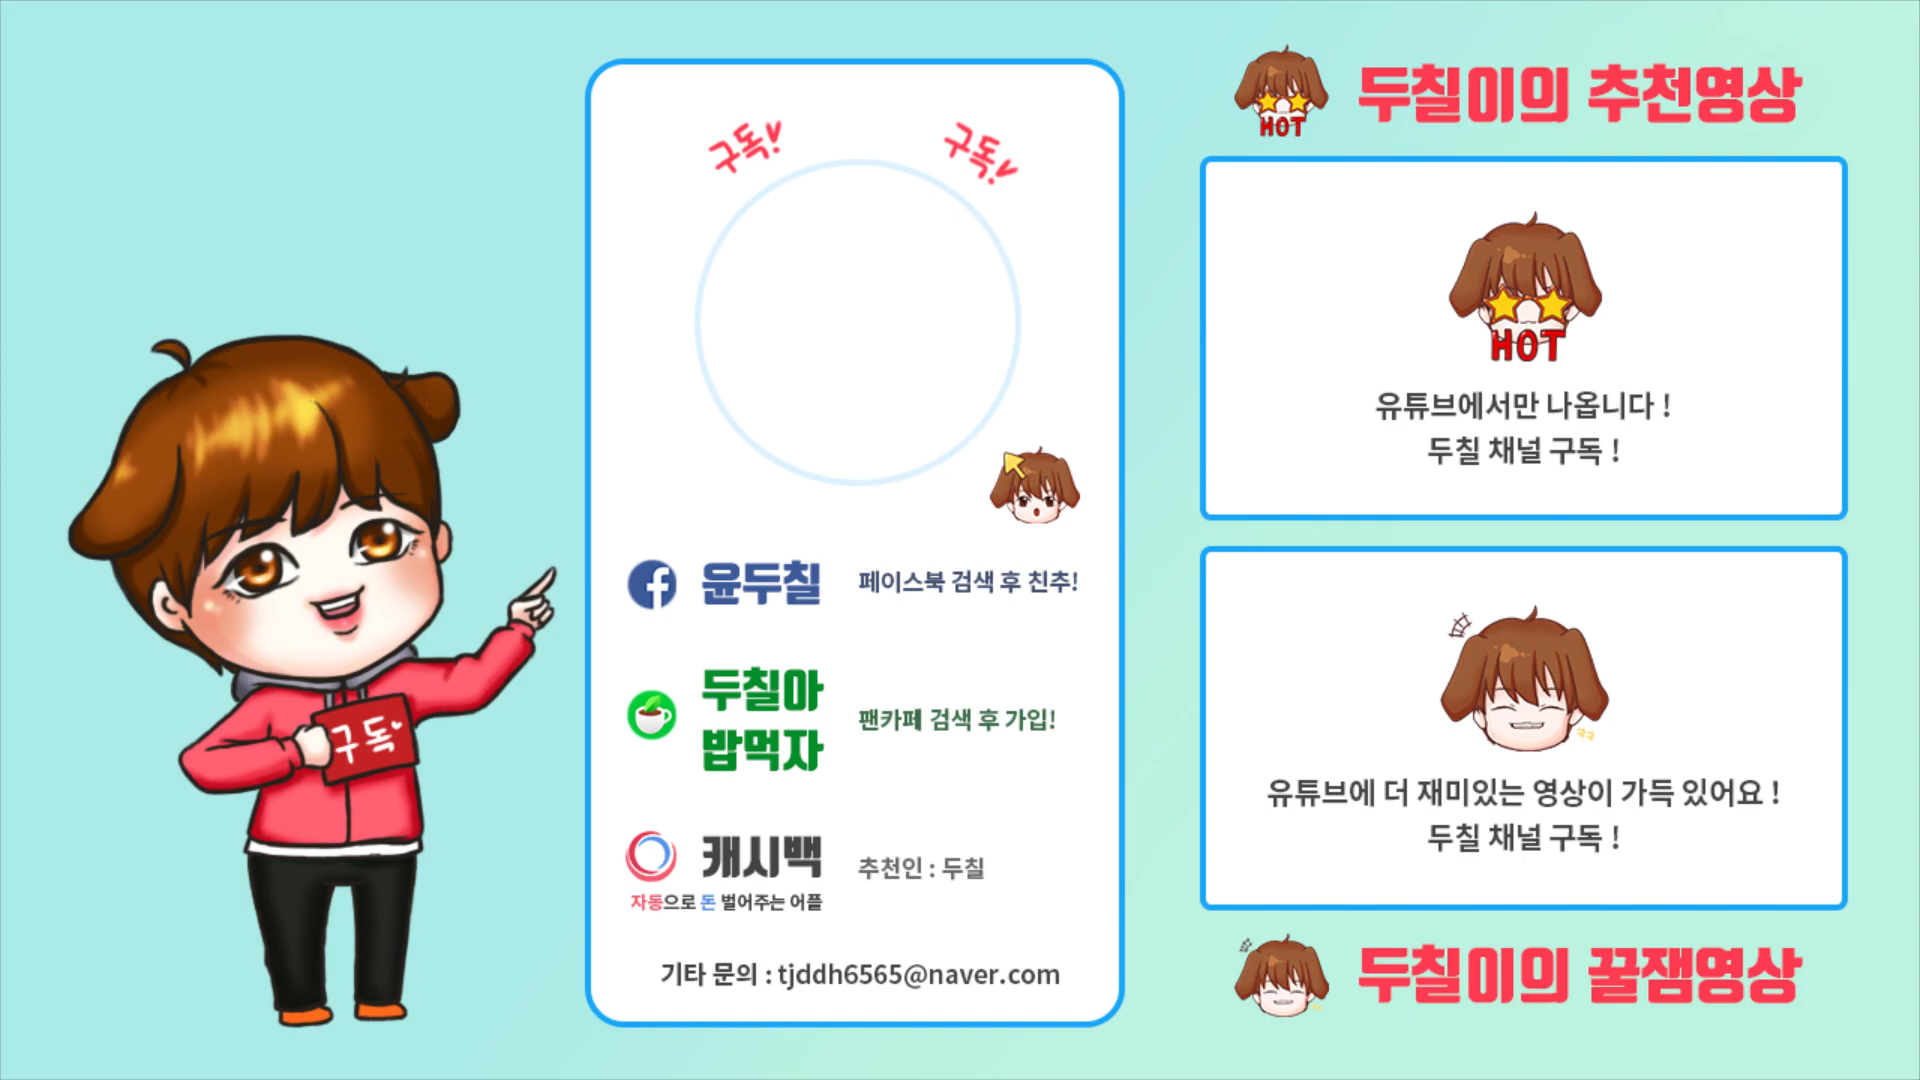 구독!
구독!
구독
윤두칠
페이스북 검색 후 친추!
두칠아
밥먹자
팬카페 검색 후 가입!
캐시백
추천인 : 두칠
자동으로 돈 벌어주는 어플
기타 문의 : tjddh6565@naver.com
HOT
두칠이의 추천영상
HOT
유튜브에서만 나옵니다 !
두칠 채널 구독 !
ㅋㅋ
유튜브에 더 재미있는 영상이 가득 있어요 !
두칠 채널 구독 !
두칠이의 꿀잼영상